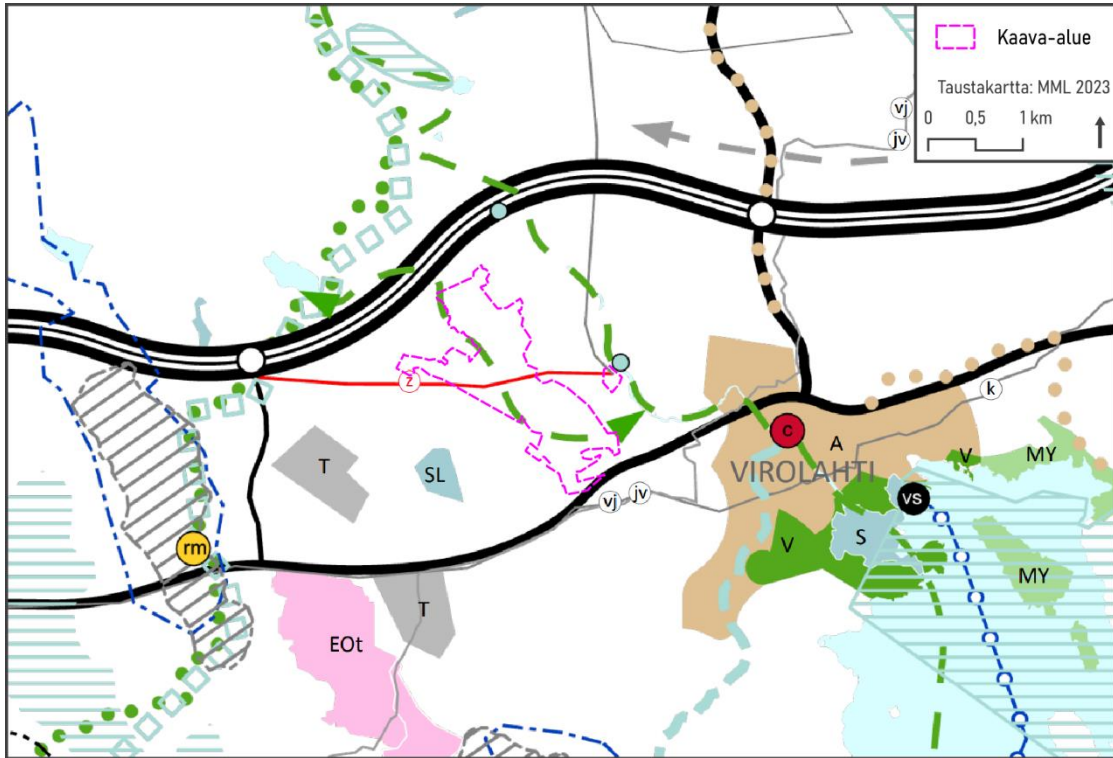 Kaava-alue
Taustakartta: MML 2023
0 0,5 1 km
vj
jv
z
k
c
A
VIROLAHTI
V
MY
T
SL
vj
jv
vs
S
V
MY
rm
T
EOt